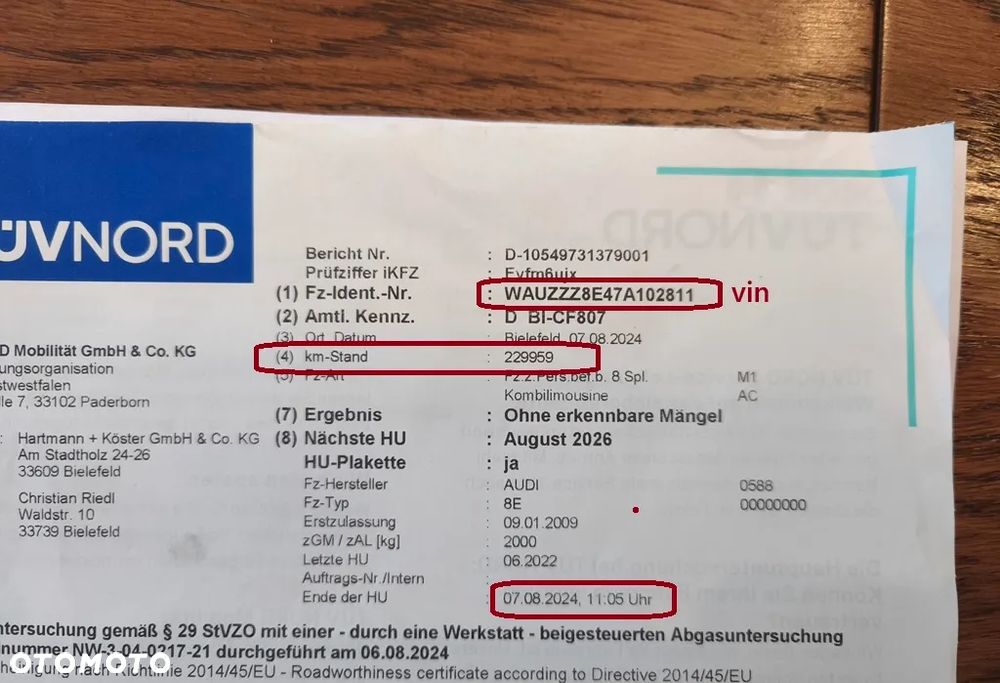 ÜVNORD
Bericht Nr. : D-10549731379001
Prüfziffer iKFZ : Evfm6uix
(1) Fz-Ident.-Nr. : WAUZZZ8E47A102811 vin
(2) Amtl. Kennz. : D BI-CF807
(3) Ort, Datum : Bielefeld, 07.08.2024
(4) km-Stand : 229959
(5) Fz-Art : Fz.z.Pers.bef.b. 8 Spl. M1
Kombilimousine AC
(7) Ergebnis : Ohne erkennbare Mängel
(8) Nächste HU : August 2026
HU-Plakette : ja
Fz-Hersteller : AUDI 0588
Fz-Typ : 8E 00000000
Erstzulassung : 09.01.2009
zGM / zAL [kg] : 2000
Letzte HU : 06.2022
Auftrags-Nr./Intern :
Ende der HU : 07.08.2024, 11:05 Uhr
D Mobilität GmbH & Co. KG
ungsorganisation
stwestfalen
lle 7, 33102 Paderborn
: Hartmann + Köster GmbH & Co. KG
Am Stadtholz 24-26
33609 Bielefeld
Christian Riedl
Waldstr. 10
33739 Bielefeld
ntersuchung gemäß § 29 StVZO mit einer - durch eine Werkstatt - beigesteuerten Abgasuntersuchung
nummer NW-3-04-0217-21 durchgeführt am 06.08.2024
nach Richtlinie 2014/45/EU - Roadworthiness certificate according to Directive 2014/45/EU
OTOMOTO